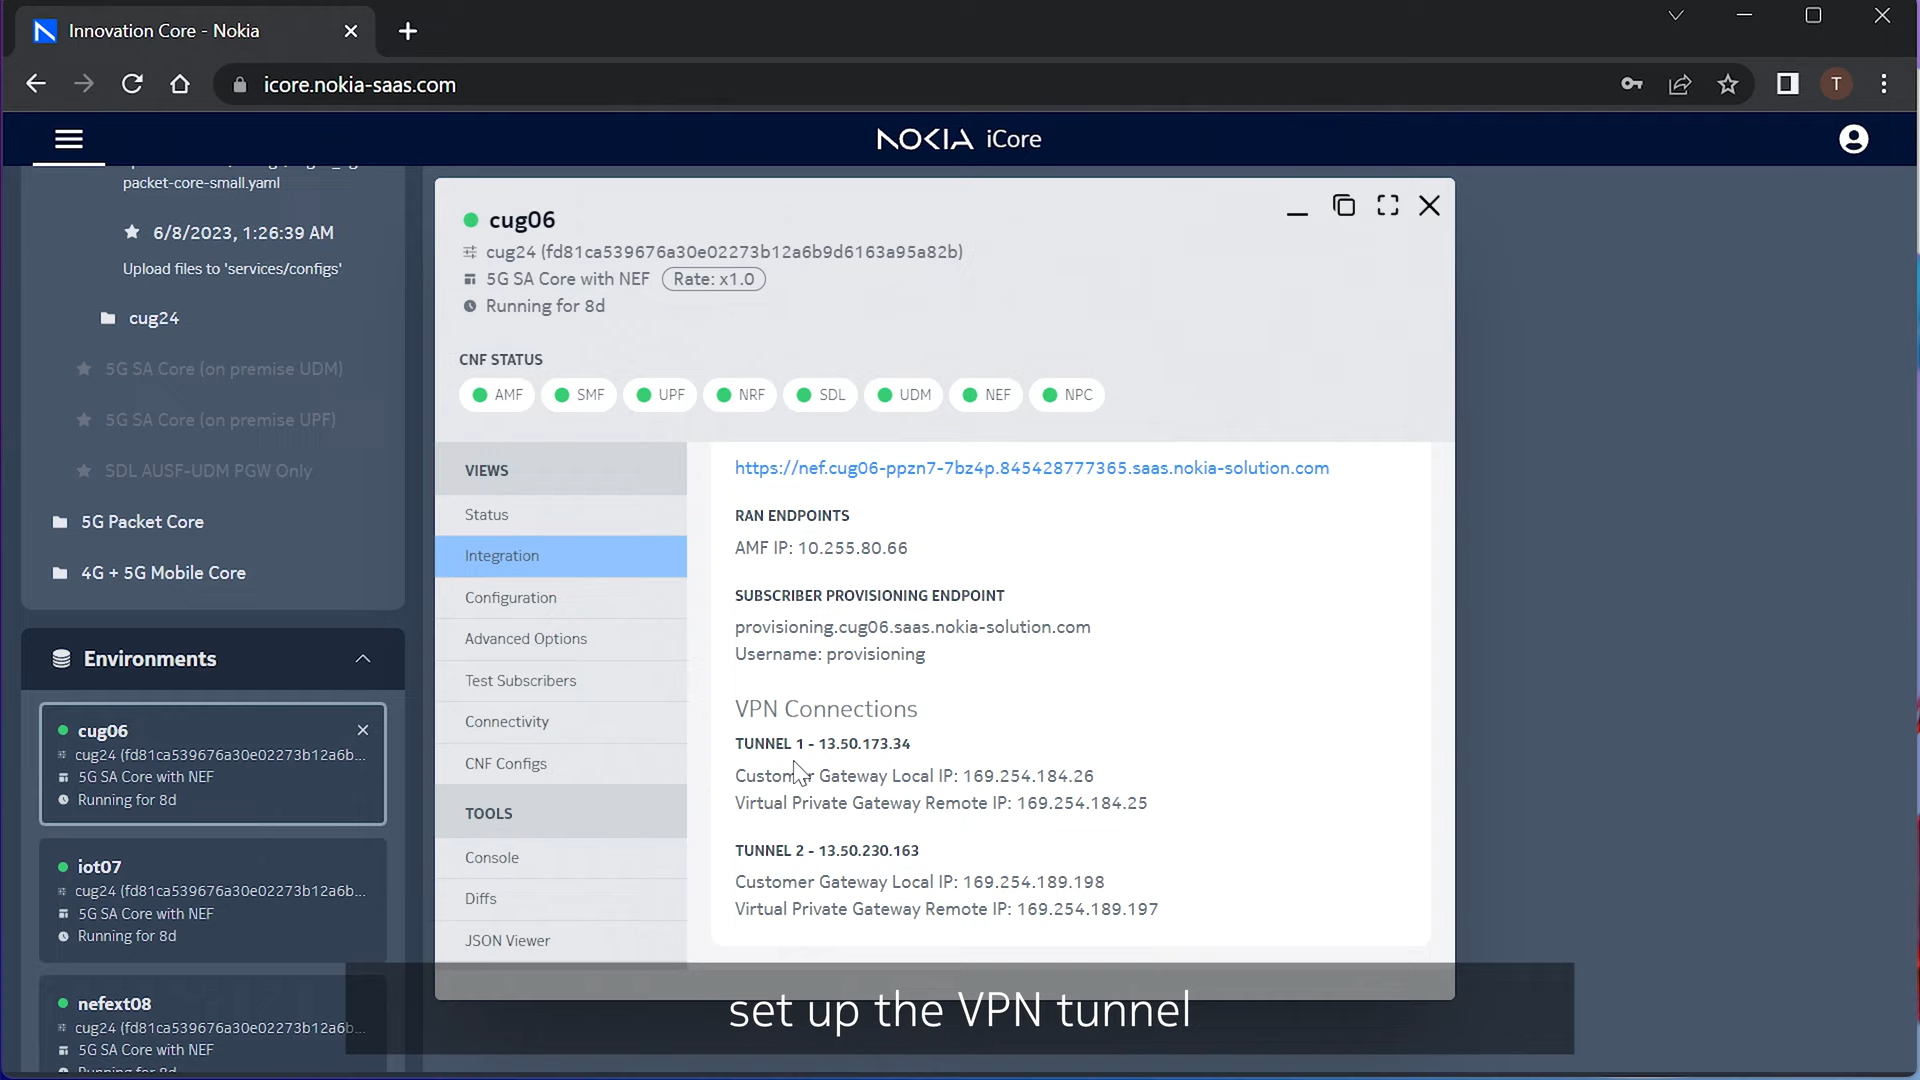 Innovation Core - Nokia
icore.nokia-saas.com
T
NOKIA iCore
packet-core-small.yaml
6/8/2023, 1:26:39 AM
Upload files to 'services/configs'
cug24
5G SA Core (on premise UDM)
5G SA Core (on premise UPF)
SDL AUSF-UDM PGW Only
5G Packet Core
4G + 5G Mobile Core
Environments
cug06
cug24 (fd81ca539676a30e02273b12a6b...
5G SA Core with NEF
Running for 8d
iot07
cug24 (fd81ca539676a30e02273b12a6b...
5G SA Core with NEF
Running for 8d
nefext08
cug24 (fd81ca539676a30e02273b12a6b...
5G SA Core with NEF
Running for 8d
cug06
cug24 (fd81ca539676a30e02273b12a6b9d6163a95a82b)
5G SA Core with NEF Rate: x1.0
Running for 8d
CNF STATUS
AMF SMF UPF NRF SDL UDM NEF NPC
VIEWS
Status
Integration
Configuration
Advanced Options
Test Subscribers
Connectivity
CNF Configs
TOOLS
Console
Diffs
JSON Viewer
https://nef.cug06-ppzn7-7bz4p.845428777365.saas.nokia-solution.com
RAN ENDPOINTS
AMF IP: 10.255.80.66
SUBSCRIBER PROVISIONING ENDPOINT
provisioning.cug06.saas.nokia-solution.com
Username: provisioning
VPN Connections
TUNNEL 1 - 13.50.173.34
Customer Gateway Local IP: 169.254.184.26
Virtual Private Gateway Remote IP: 169.254.184.25
TUNNEL 2 - 13.50.230.163
Customer Gateway Local IP: 169.254.189.198
Virtual Private Gateway Remote IP: 169.254.189.197
set up the VPN tunnel